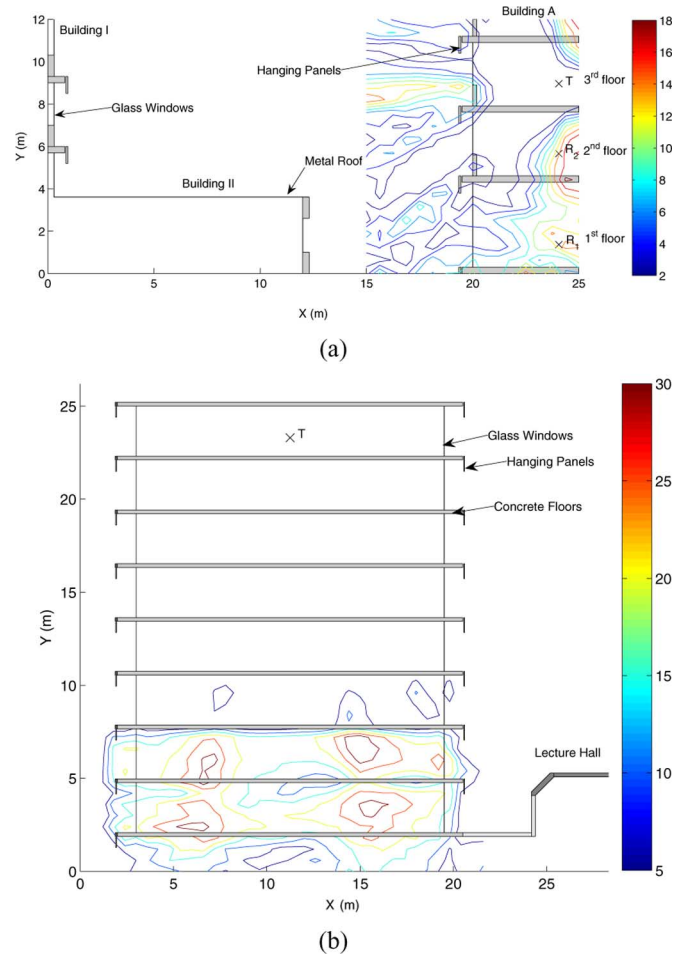 12
10
8
6
4
2
0
Y (m)
Building I
Glass Windows
Building II
Metal Roof
Hanging Panels
Building A
T
3rd floor
R2
2nd floor
R1
1st floor
0
5
10
15
20
25
15
X (m)
18
16
14
12
10
8
6
4
2
(a)
25
20
15
10
5
0
Y (m)
T
Glass Windows
Hanging Panels
Concrete Floors
Lecture Hall
0
5
10
15
20
25
X (m)
30
25
20
15
10
5
(b)